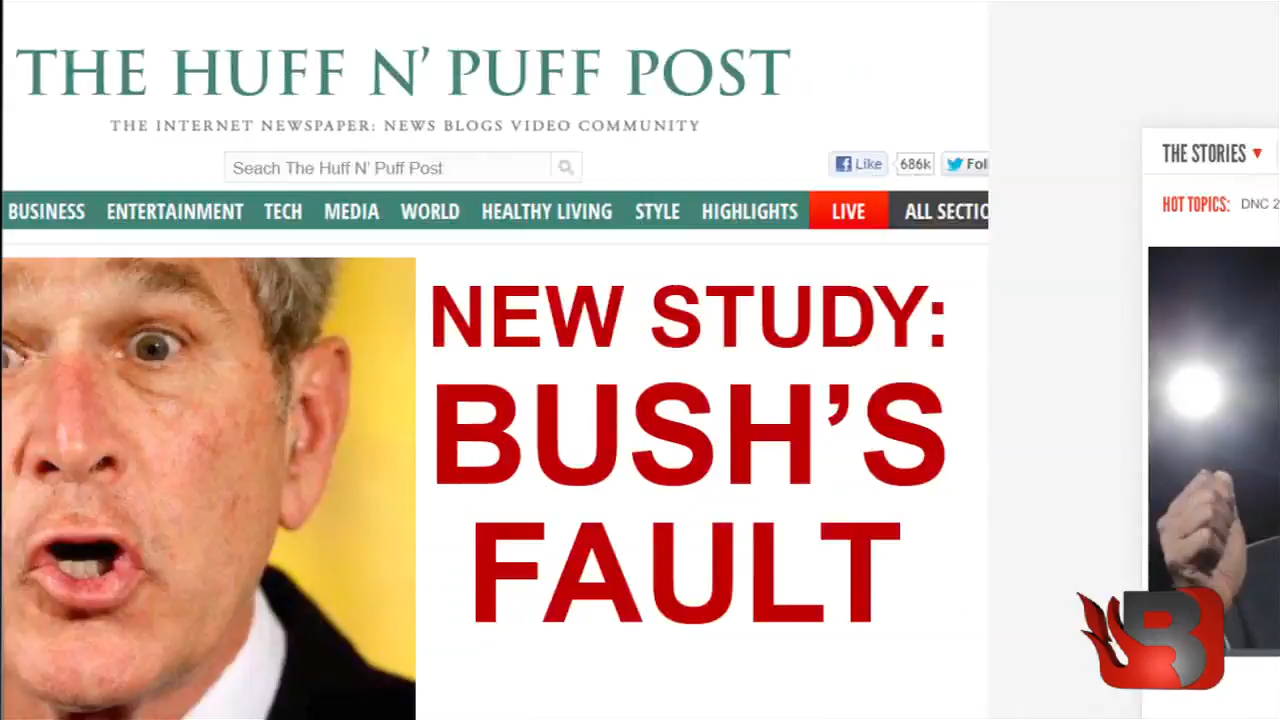 THE HUFF N' PUFF POST
THE INTERNET NEWSPAPER: NEWS BLOGS VIDEO COMMUNITY
Seach The Huff N' Puff Post
Like 686k Foll
BUSINESS ENTERTAINMENT TECH MEDIA WORLD HEALTHY LIVING STYLE HIGHLIGHTS LIVE ALL SECTIO
THE STORIES
HOT TOPICS: DNC 2
NEW STUDY:
BUSH'S
FAULT
B